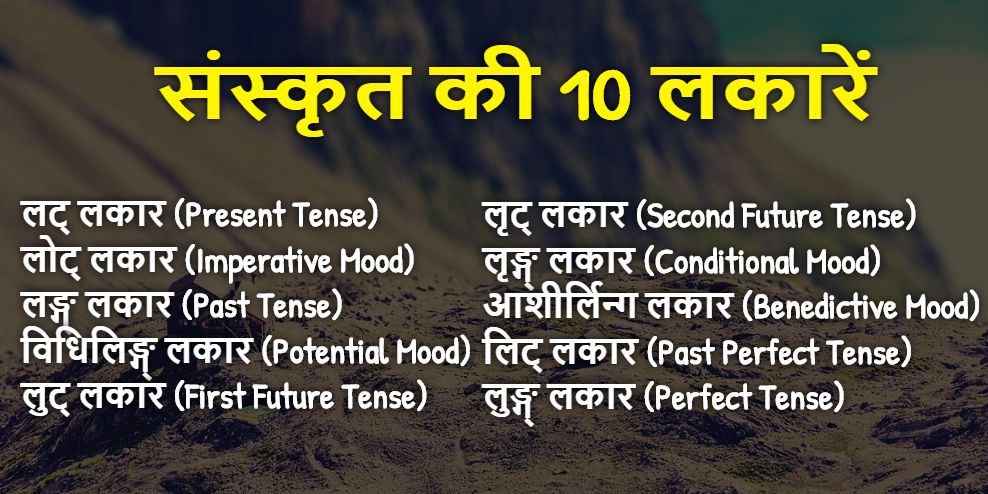 संस्कृत की 10 लकारें
लट् लकार (Present Tense)
लोट् लकार (Imperative Mood)
लङ्ग लकार (Past Tense)
विधिलिङ्ग् लकार (Potential Mood)
लुट् लकार (First Future Tense)
लृट् लकार (Second Future Tense)
लृङ्ग् लकार (Conditional Mood)
आशीर्लिन्ग लकार (Benedictive Mood)
लिट् लकार (Past Perfect Tense)
लुङ्ग् लकार (Perfect Tense)